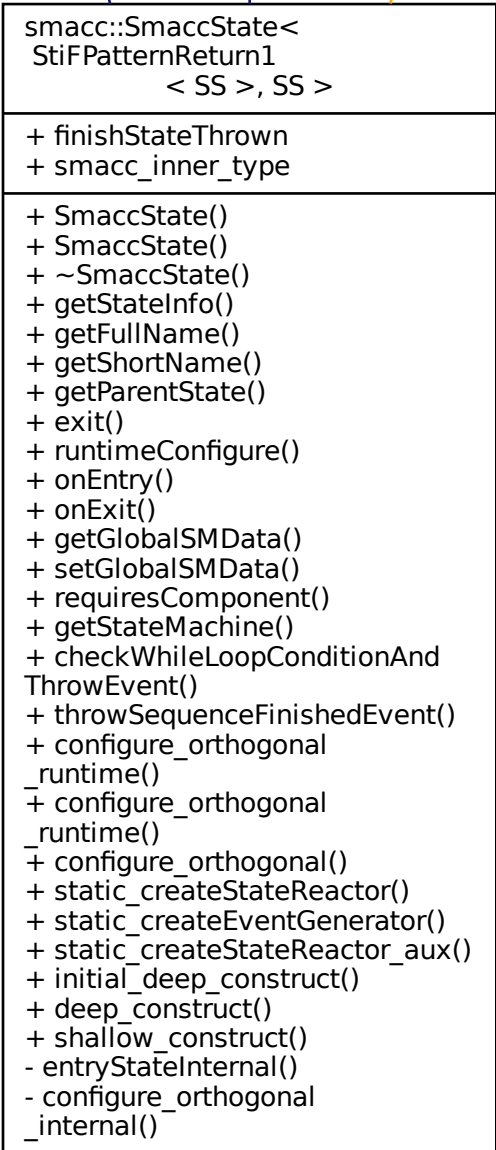 smacc::SmaccState<
StiFPatternReturn1
< SS >, SS >
+ finishStateThrown
+ smacc_inner_type
+ SmaccState()
+ SmaccState()
+ ~SmaccState()
+ getStateInfo()
+ getFullName()
+ getShortName()
+ getParentState()
+ exit()
+ runtimeConfigure()
+ onEntry()
+ onExit()
+ getGlobalSMData()
+ setGlobalSMData()
+ requiresComponent()
+ getStateMachine()
+ checkWhileLoopConditionAnd
ThrowEvent()
+ throwSequenceFinishedEvent()
+ configure_orthogonal
_runtime()
+ configure_orthogonal
_runtime()
+ configure_orthogonal()
+ static_createStateReactor()
+ static_createEventGenerator()
+ static_createStateReactor_aux()
+ initial_deep_construct()
+ deep_construct()
+ shallow_construct()
- entryStateInternal()
- configure_orthogonal
_internal()